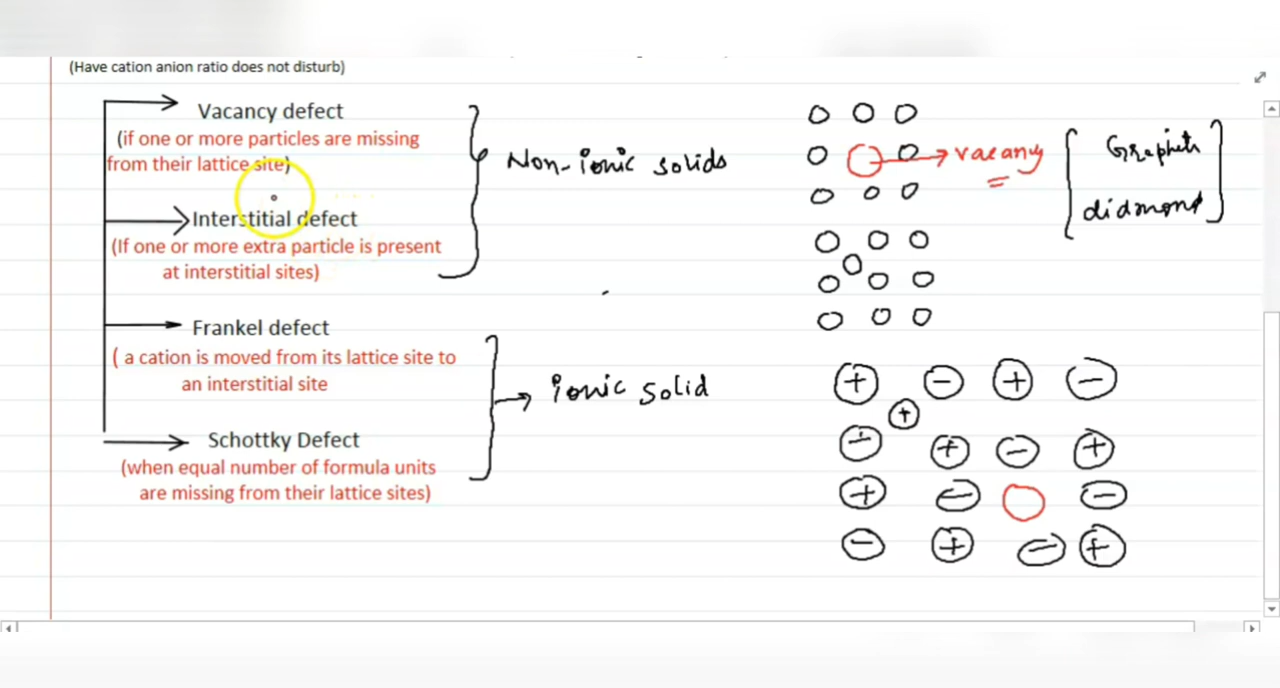 (Have cation anion ratio does not disturb)
Vacancy defect
(if one or more particles are missing
from their lattice site)
Non-ionic solids
vacany
Graphite
diamond
Interstitial defect
(If one or more extra particle is present
at interstitial sites)
Frankel defect
( a cation is moved from its lattice site to
an interstitial site
ionic solid
Schottky Defect
(when equal number of formula units
are missing from their lattice sites)
+ - + -
+
- + - +
+ - -
- + - +